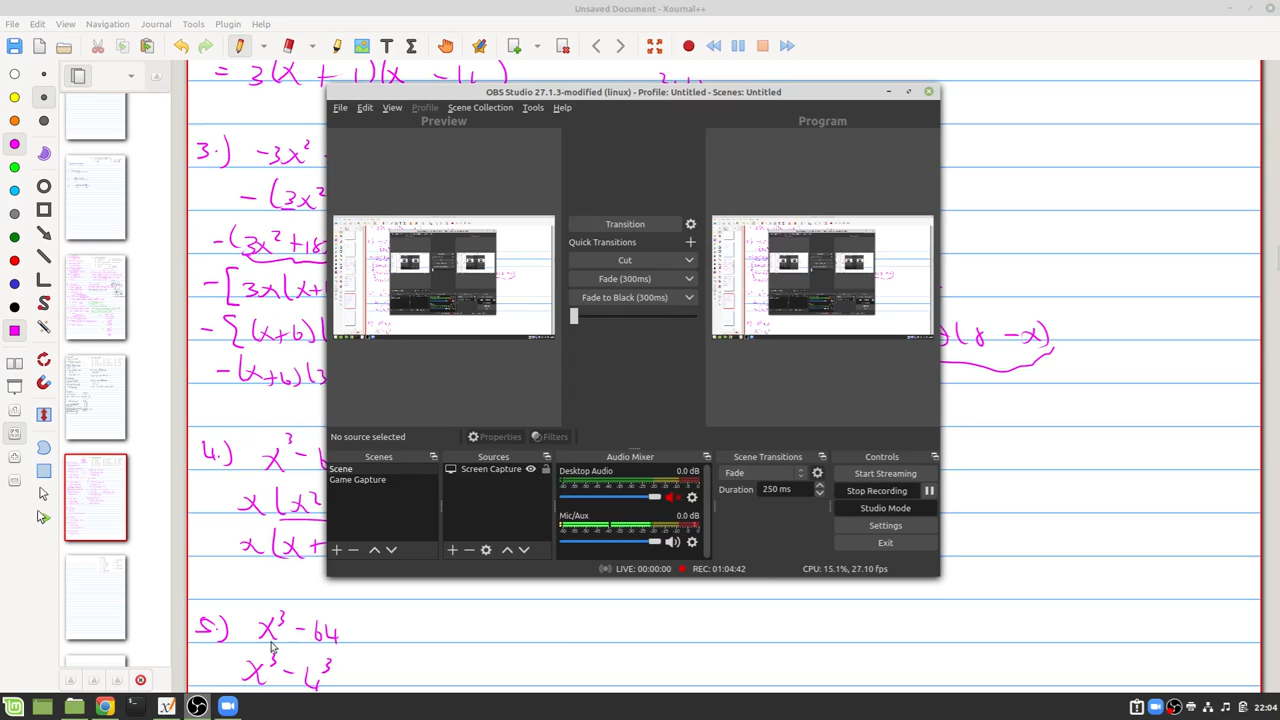 Unsaved Document - Xournal++
File Edit View Navigation Journal Tools Plugin Help
= 3(x + 1)(x - 11)
3.) -3x²
-(3x²
-(3x²+18
-[3x(x+
-[(x+6)(
-(x+6)(3
(8 -x)
4.) x³ - 6
x(x²
x(x+
5.) x³ - 64
x³ - 4³
OBS Studio 27.1.3-modified (linux) - Profile: Untitled - Scenes: Untitled
File Edit View Profile Scene Collection Tools Help
Preview
Program
Transition
Quick Transitions
Cut
Fade (300ms)
Fade to Black (300ms)
No source selected
Properties
Filters
Scenes
Sources
Audio Mixer
Scene Transitions
Controls
Scene
Game Capture
Screen Capture
Desktop Audio 0.0 dB
Mic/Aux 0.0 dB
Fade
Duration 250 ms
Start Streaming
Stop Recording
Studio Mode
Settings
Exit
LIVE: 00:00:00
REC: 01:04:42
CPU: 15.1%, 27.10 fps
22:04